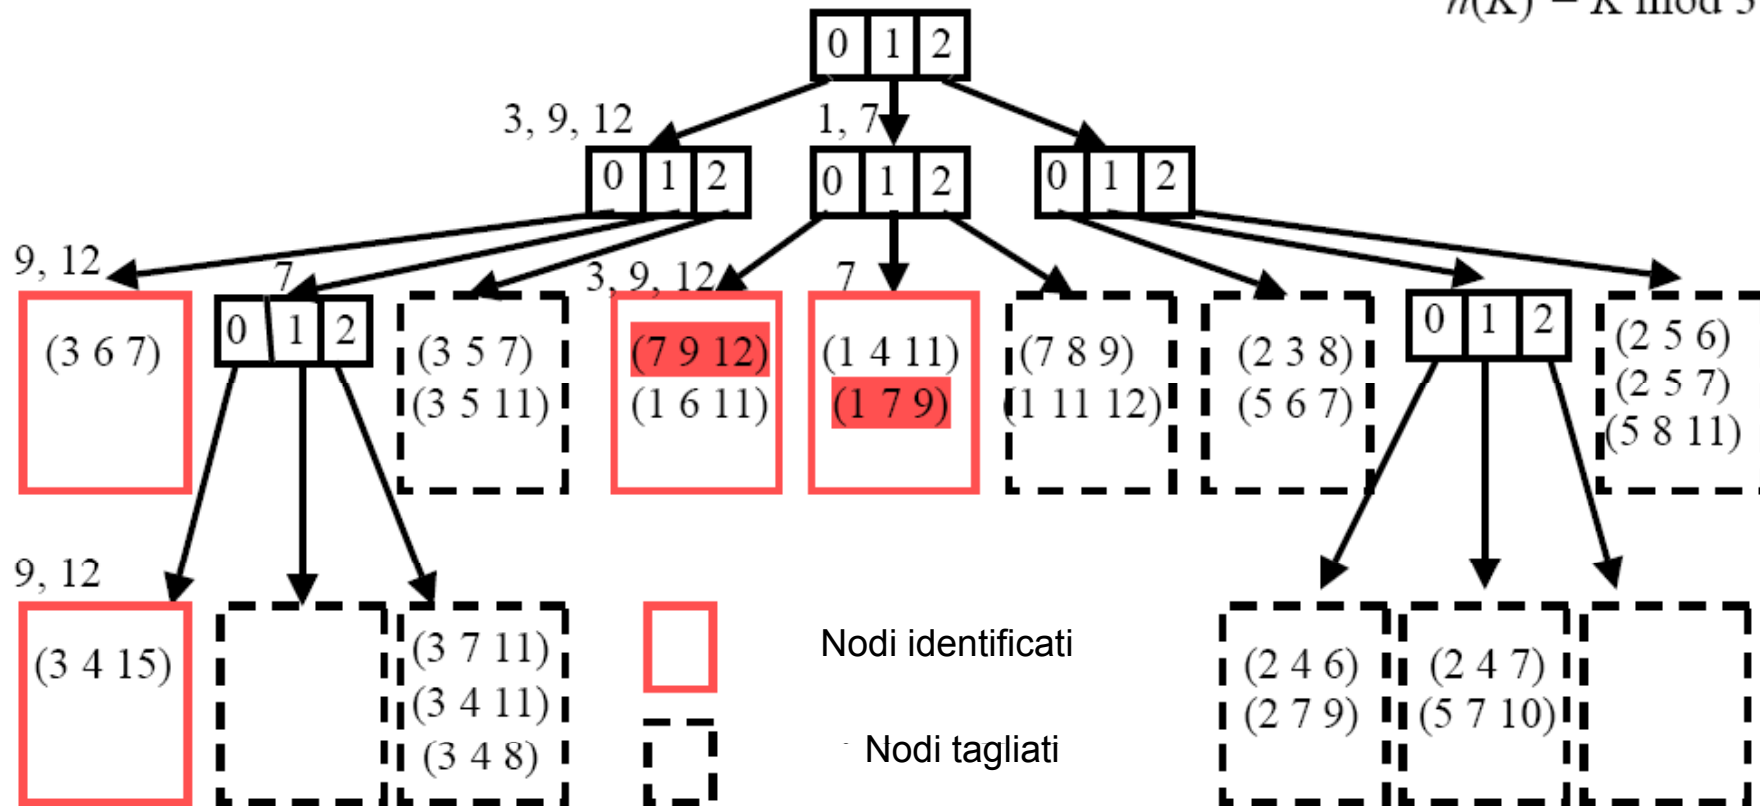 h(K) = K mod 3
0 1 2
3, 9, 12
1, 7
0 1 2
0 1 2
0 1 2
9, 12
7
3, 9, 12
7
(3 6 7)
0 1 2
(3 5 7)
(3 5 11)
(7 9 12)
(1 6 11)
(1 4 11)
(1 7 9)
(7 8 9)
(1 11 12)
(2 3 8)
(5 6 7)
0 1 2
(2 5 6)
(2 5 7)
(5 8 11)
9, 12
(3 4 15)
(3 7 11)
(3 4 11)
(3 4 8)
Nodi identificati
Nodi tagliati
(2 4 6)
(2 7 9)
(2 4 7)
(5 7 10)